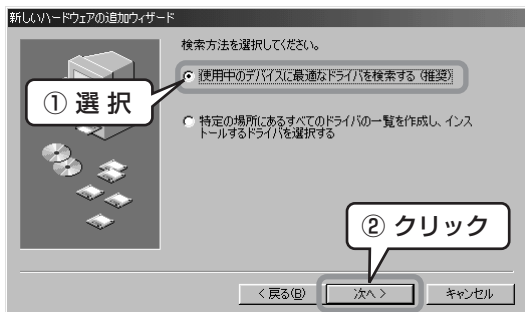 新しいハードウェアの追加ウィザード
検索方法を選択してください。
使用中のデバイスに最適なドライバを検索する (推奨)
① 選 択
特定の場所にあるすべてのドライバの一覧を作成し、インス
トールするドライバを選択する
② クリック
< 戻る(B)
次へ >
キャンセル